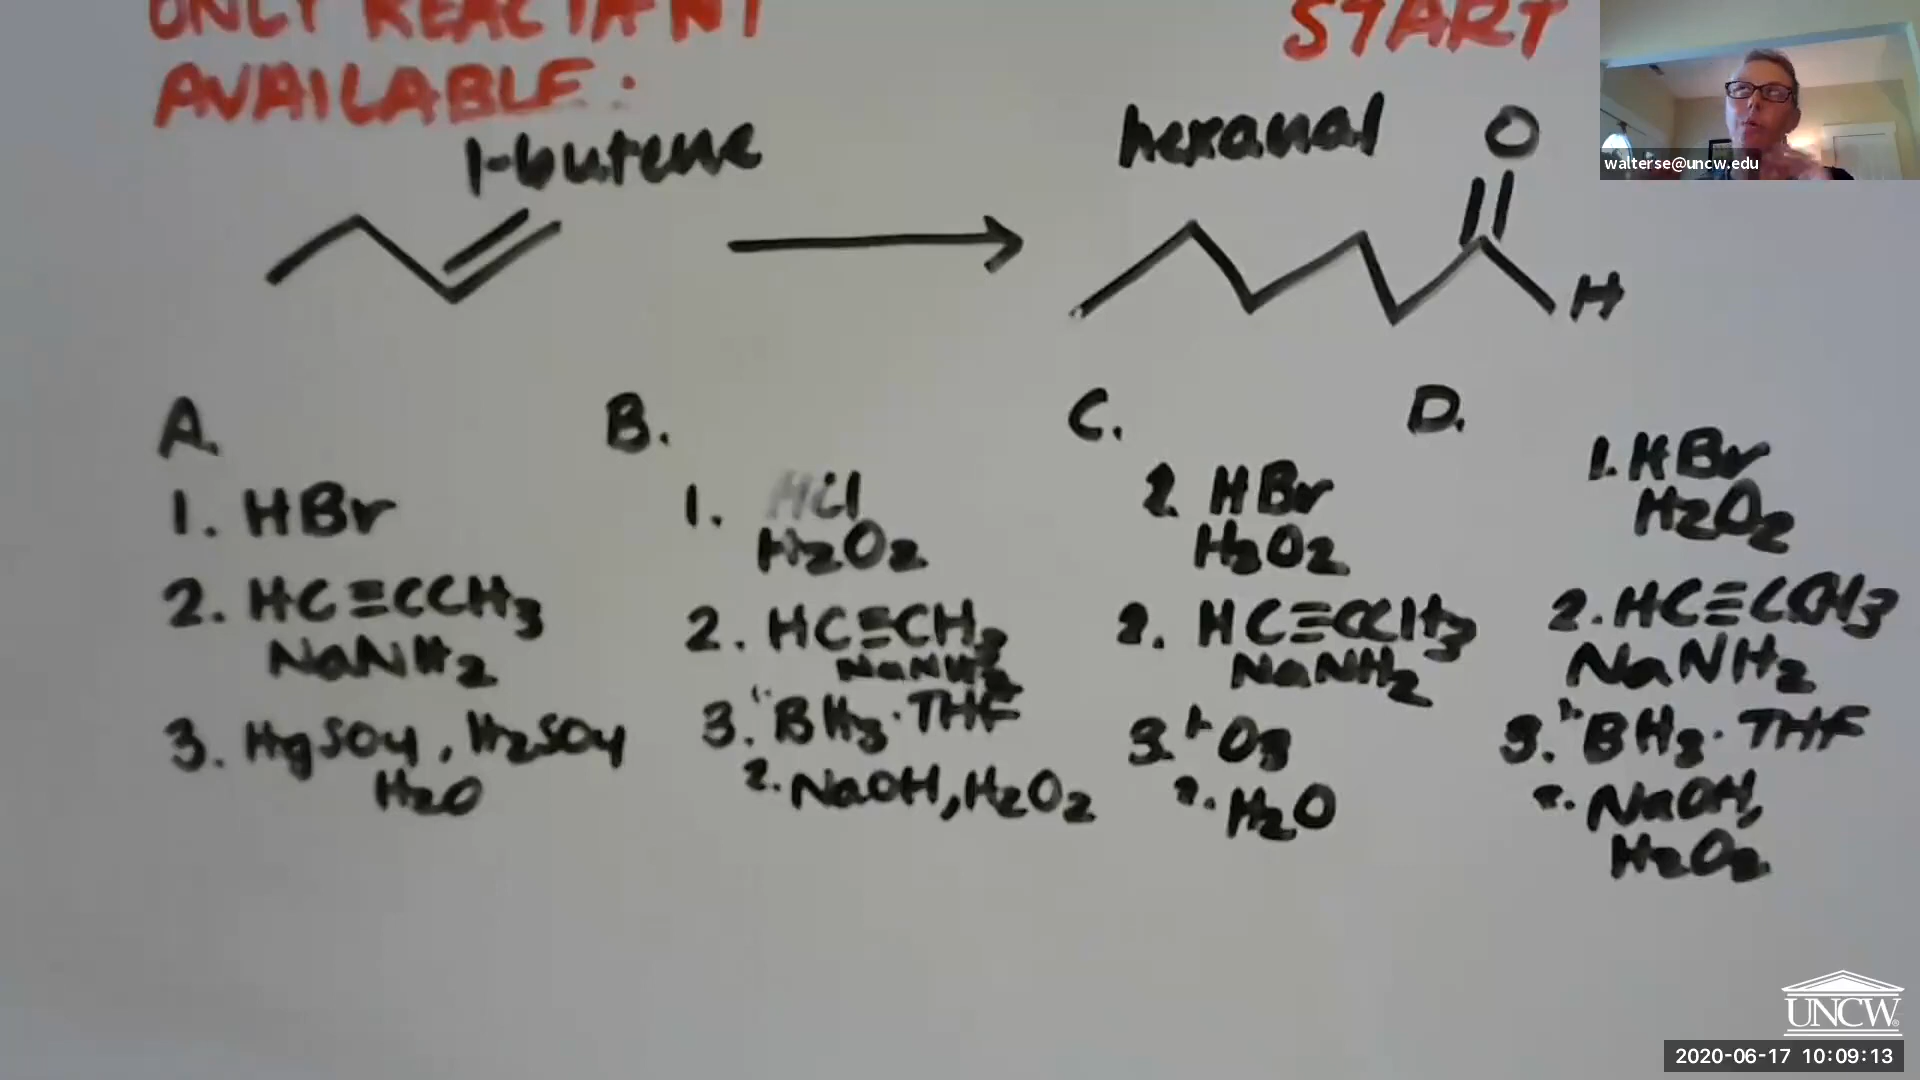 ONLY REACTANT
AVAILABLE:
START
walterse@uncw.edu
1-butene
hexanal
O
H
A.
1. HBr
2. HC≡CCH3
NaNH2
3. HgSO4, H2SO4
H2O
B.
1. HCl
H2O2
2. HC≡CH3
NaNH2
3. 1. BH3·THF
2. NaOH, H2O2
C.
1. HBr
H2O2
2. HC≡CCH3
NaNH2
3. 1. O3
2. H2O
D.
1. HBr
H2O2
2. HC≡CCH3
NaNH2
3. 1. BH3·THF
2. NaOH,
H2O2
UNCW
2020-06-17 10:09:13